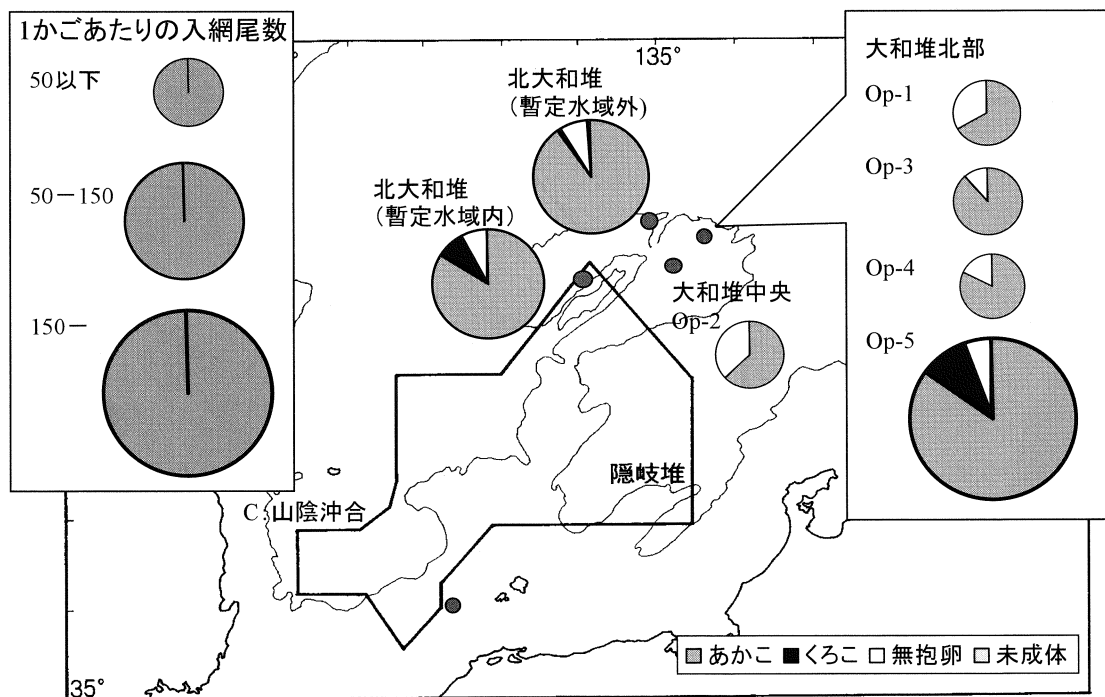 1かごあたりの入網尾数
50以下
50－150
150－
135°
北大和堆
（暫定水域外)
北大和堆
（暫定水域内）
大和堆中央
Op-2
隠岐堆
C.山陰沖合
大和堆北部
Op-1
Op-3
Op-4
Op-5
あかこ くろこ 無抱卵 未成体
35°